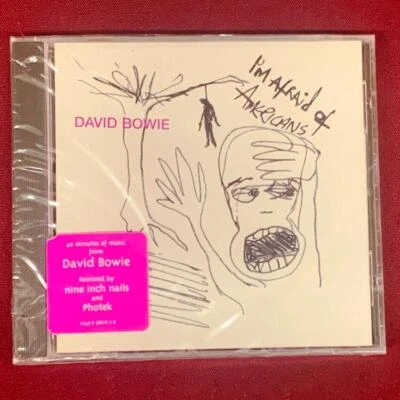 I'm AfRAid of
AMERICANS
DAVID BOWIE
40 minutes of music
from
David Bowie
Remixed by
nine inch nails
and
Photek